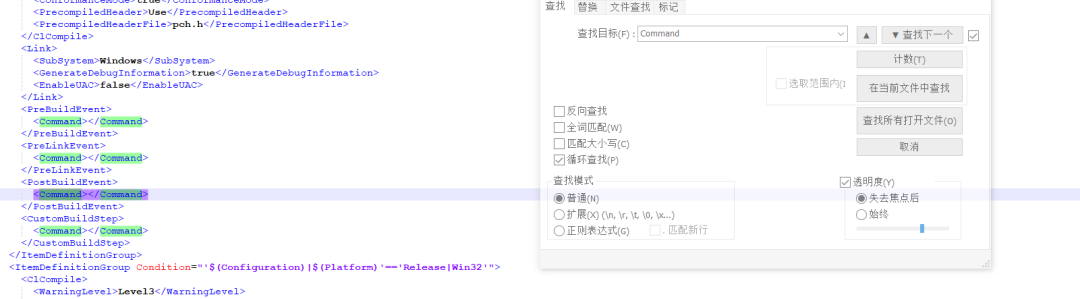 <ConformanceMode>true</ConformanceMode>
<PrecompiledHeader>Use</PrecompiledHeader>
<PrecompiledHeaderFile>pch.h</PrecompiledHeaderFile>
</ClCompile>
<Link>
<SubSystem>Windows</SubSystem>
<GenerateDebugInformation>true</GenerateDebugInformation>
<EnableUAC>false</EnableUAC>
</Link>
<PreBuildEvent>
<Command></Command>
</PreBuildEvent>
<PreLinkEvent>
<Command></Command>
</PreLinkEvent>
<PostBuildEvent>
<Command></Command>
</PostBuildEvent>
<CustomBuildStep>
<Command></Command>
</CustomBuildStep>
</ItemDefinitionGroup>
<ItemDefinitionGroup Condition="'$(Configuration)|$(Platform)'=='Release|Win32'">
<ClCompile>
<WarningLevel>Level3</WarningLevel>
查找 替换 文件查找 标记
查找目标(F) : Command
▲ ▼ 查找下一个
计数(T)
选取范围内(I
在当前文件中查找
反向查找
全词匹配(W)
查找所有打开文件(O)
匹配大小写(C)
取消
循环查找(P)
查找模式
普通(N)
扩展(X) (\n, \r, \t, \0, \x...)
正则表达式(G) . 匹配新行
透明度(Y)
失去焦点后
始终